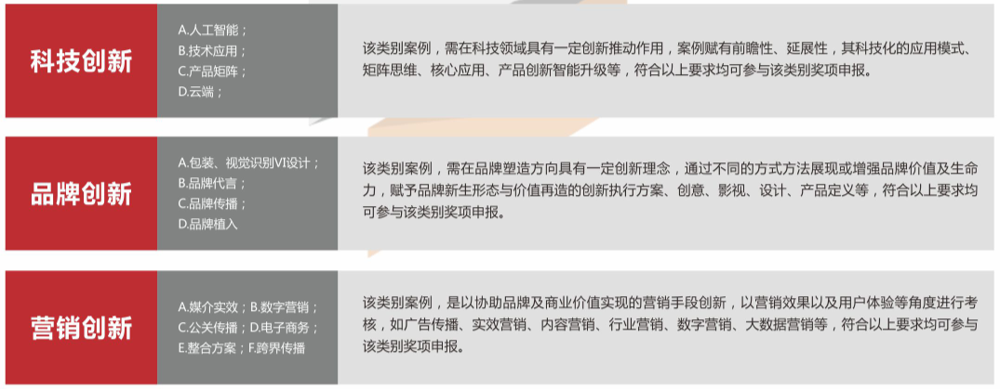 科技创新
A.人工智能；
B.技术应用；
C.产品矩阵；
D.云端；
该类别案例，需在科技领域具有一定创新推动作用，案例赋有前瞻性、延展性，其科技化的应用模式、
矩阵思维、核心应用、产品创新智能升级等，符合以上要求均可参与该类别奖项申报。
品牌创新
A.包装、视觉识别VI设计；
B.品牌代言；
C.品牌传播；
D.品牌植入
该类别案例，需在品牌塑造方向具有一定创新理念，通过不同的方式方法展现或增强品牌价值及生命
力，赋予品牌新生形态与价值再造的创新执行方案、创意、影视、设计、产品定义等，符合以上要求均
可参与该类别奖项申报。
营销创新
A.媒介实效；B.数字营销；
C.公关传播；D.电子商务；
E.整合方案；F.跨界传播
该类别案例，是以协助品牌及商业价值实现的营销手段创新，以营销效果以及用户体验等角度进行考
核，如广告传播、实效营销、内容营销、行业营销、数字营销、大数据营销等，符合以上要求均可参与
该类别奖项申报。